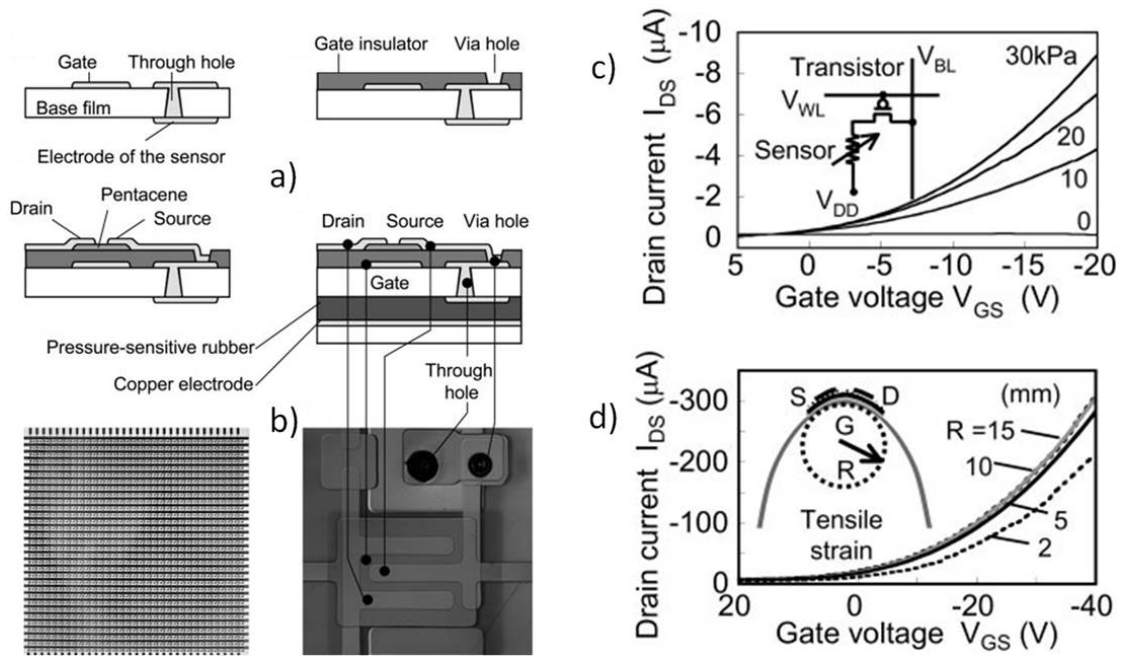 Gate
Through hole
Base film
Electrode of the sensor
Gate insulator
Via hole
a)
Drain
Pentacene
Source
Drain
Source
Via hole
Gate
Pressure-sensitive rubber
Copper electrode
Through
hole
b)
c)
Drain current I_DS (μA)
-10
-8
-6
-4
-2
0
30kPa
20
10
0
Transistor
V_BL
V_WL
Sensor
V_DD
5
0
-5
-10
-15
-20
Gate voltage V_GS (V)
d)
Drain current I_DS (μA)
-300
-200
-100
0
S
D
G
R
Tensile
strain
(mm)
R =15
10
5
2
20
0
-20
-40
Gate voltage V_GS (V)